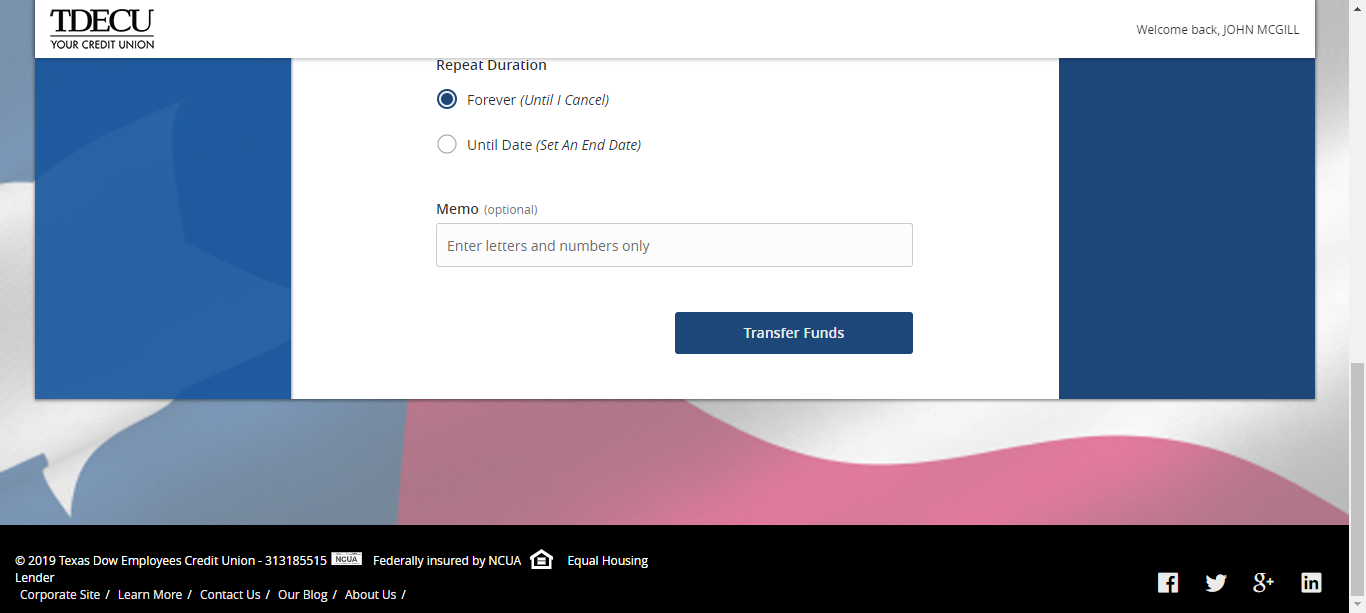 TDECU
YOUR CREDIT UNION
Welcome back, JOHN MCGILL
Repeat Duration
Forever (Until I Cancel)
Until Date (Set An End Date)
Memo (optional)
Enter letters and numbers only
Transfer Funds
© 2019 Texas Dow Employees Credit Union - 313185515 NCUA Federally insured by NCUA Equal Housing
Lender
Corporate Site / Learn More / Contact Us / Our Blog / About Us /